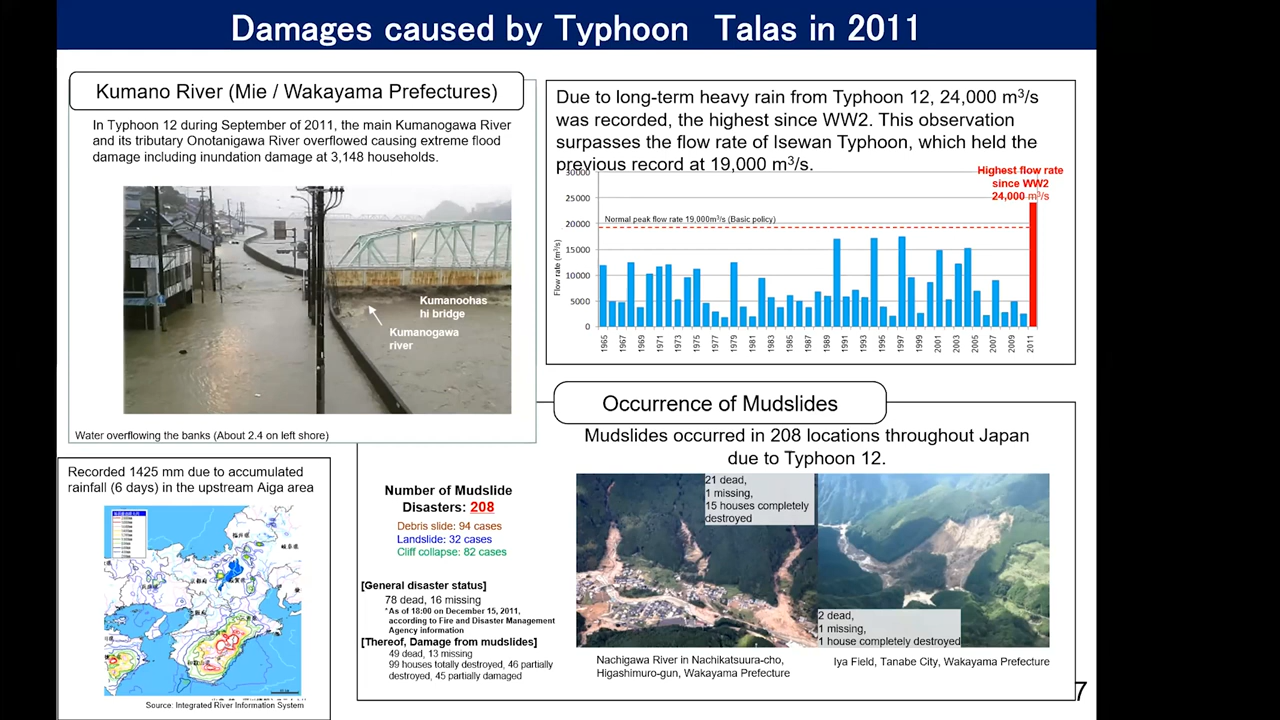 Damages caused by Typhoon Talas in 2011
Kumano River (Mie / Wakayama Prefectures)
In Typhoon 12 during September of 2011, the main Kumanogawa River
and its tributary Onotanigawa River overflowed causing extreme flood
damage including inundation damage at 3,148 households.
Kumanoohas
hi bridge
Kumanogawa
river
Water overflowing the banks (About 2.4 on left shore)
Due to long-term heavy rain from Typhoon 12, 24,000 m³/s
was recorded, the highest since WW2. This observation
surpasses the flow rate of Isewan Typhoon, which held the
previous record at 19,000 m³/s.
Highest flow rate
since WW2
24,000 m³/s
Normal peak flow rate 19,000m³/s (Basic policy)
Flow rate (m³/s)
30000
25000
20000
15000
10000
5000
0
1965 1967 1969 1971 1973 1975 1977 1979 1981 1983 1985 1987 1989 1991 1993 1995 1997 1999 2001 2003 2005 2007 2009 2011
Recorded 1425 mm due to accumulated
rainfall (6 days) in the upstream Aiga area
Source: Integrated River Information System
Occurrence of Mudslides
Mudslides occurred in 208 locations throughout Japan
due to Typhoon 12.
Number of Mudslide
Disasters: 208
Debris slide: 94 cases
Landslide: 32 cases
Cliff collapse: 82 cases
[General disaster status]
78 dead, 16 missing
*As of 18:00 on December 15, 2011,
according to Fire and Disaster Management
Agency information
[Thereof, Damage from mudslides]
49 dead, 13 missing
99 houses totally destroyed, 46 partially
destroyed, 45 partially damaged
21 dead,
1 missing,
15 houses completely
destroyed
2 dead,
1 missing,
1 house completely destroyed
Nachigawa River in Nachikatsuura-cho,
Higashimuro-gun, Wakayama Prefecture
Iya Field, Tanabe City, Wakayama Prefecture
7